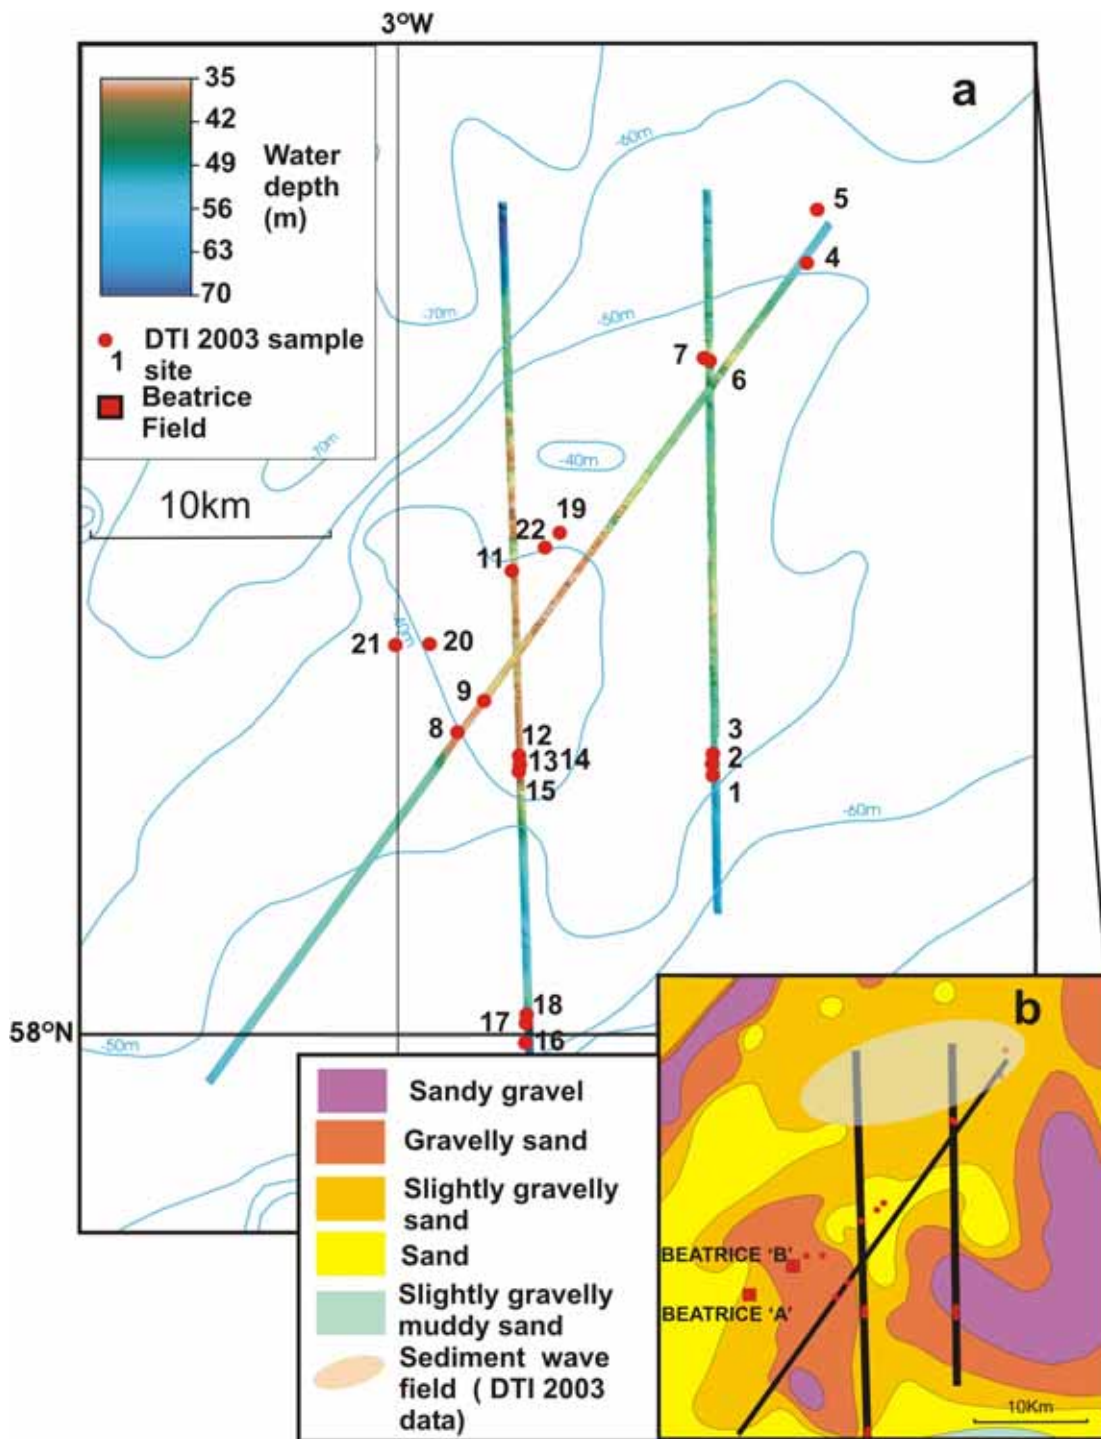 3°W
a
35
42
49
56
63
70
Water
depth
(m)
1
DTI 2003 sample
site
Beatrice
Field
10km
-60m
-70m
-50m
-70m
-40m
-40m
5
4
7
6
19
22
11
21
20
9
8
12
13 14
15
3
2
1
-60m
18
17
16
58°N
-50m
Sandy gravel
Gravelly sand
Slightly gravelly
sand
Sand
Slightly gravelly
muddy sand
Sediment wave
field ( DTI 2003
data)
b
BEATRICE 'B'
BEATRICE 'A'
10Km